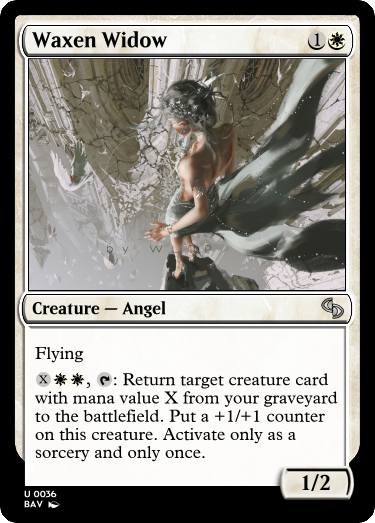 Waxen Widow 1
Creature — Angel
Flying
X, : Return target creature card
with mana value X from your graveyard
to the battlefield. Put a +1/+1 counter
on this creature. Activate only as a
sorcery and only once.
1/2
U 0036
BAV